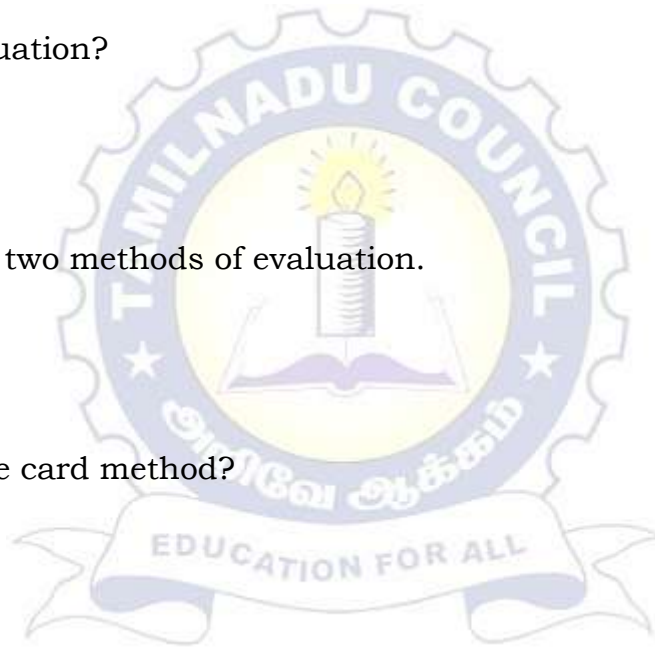 uation?
TAMILNADU COUNCIL
two methods of evaluation.
e card method?
அறிவே ஆக்கம்
EDUCATION FOR ALL